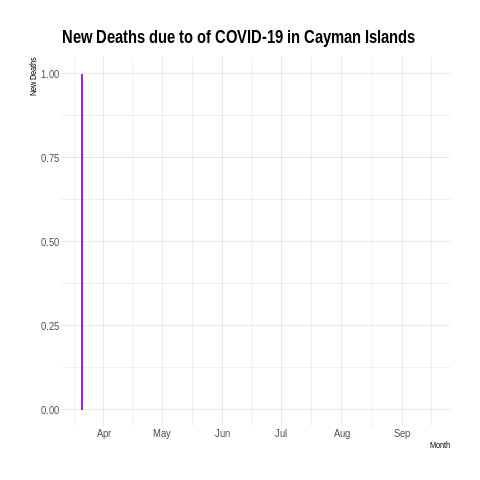 New Deaths due to of COVID-19 in Cayman Islands
New Deaths
1.00
0.75
0.50
0.25
0.00
Apr May Jun Jul Aug Sep
Month